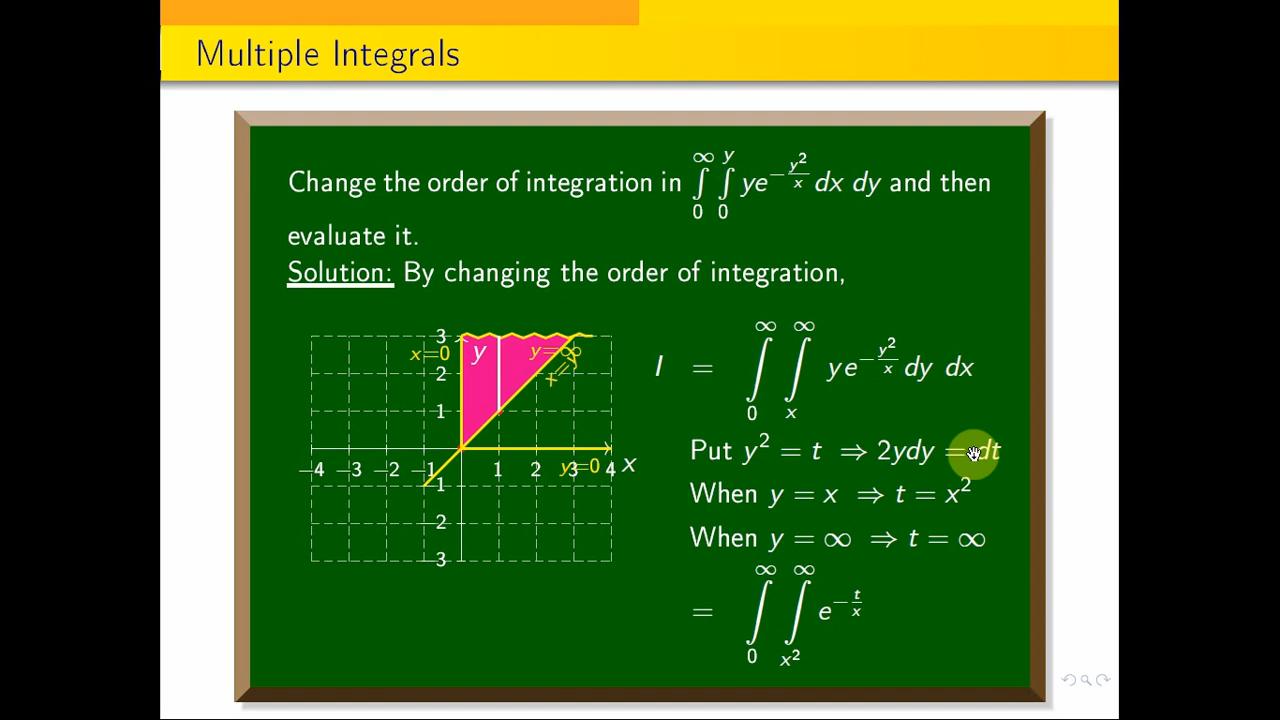 Multiple Integrals
Change the order of integration in ∫₀^∞ ∫₀^y ye^(−y²/x) dx dy and then
evaluate it.
Solution: By changing the order of integration,
I = ∫₀^∞ ∫ₓ^∞ ye^(−y²/x) dy dx
Put y² = t ⇒ 2ydy = dt
When y = x ⇒ t = x²
When y = ∞ ⇒ t = ∞
= ∫₀^∞ ∫_(x²)^∞ e^(−t/x)
3
x=0
y
y=∞
x=y
2
1
−4 −3 −2 −1 1 2 3 4 x
y=0
−1
−2
−3